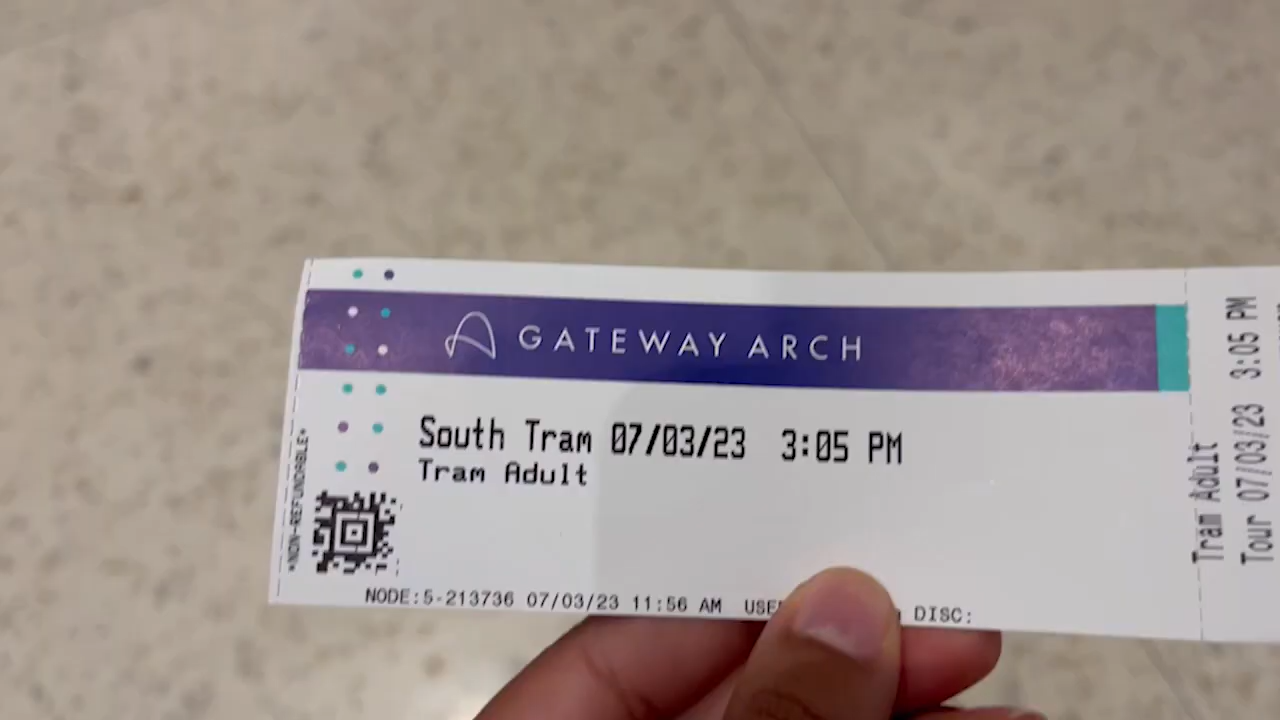 GATEWAY ARCH
South Tram 07/03/23 3:05 PM
Tram Adult
*NON-REFUNDABLE*
NODE:5-213736 07/03/23 11:56 AM DISC:
Tram Adult
Tour 07/03/23 3:05 PM